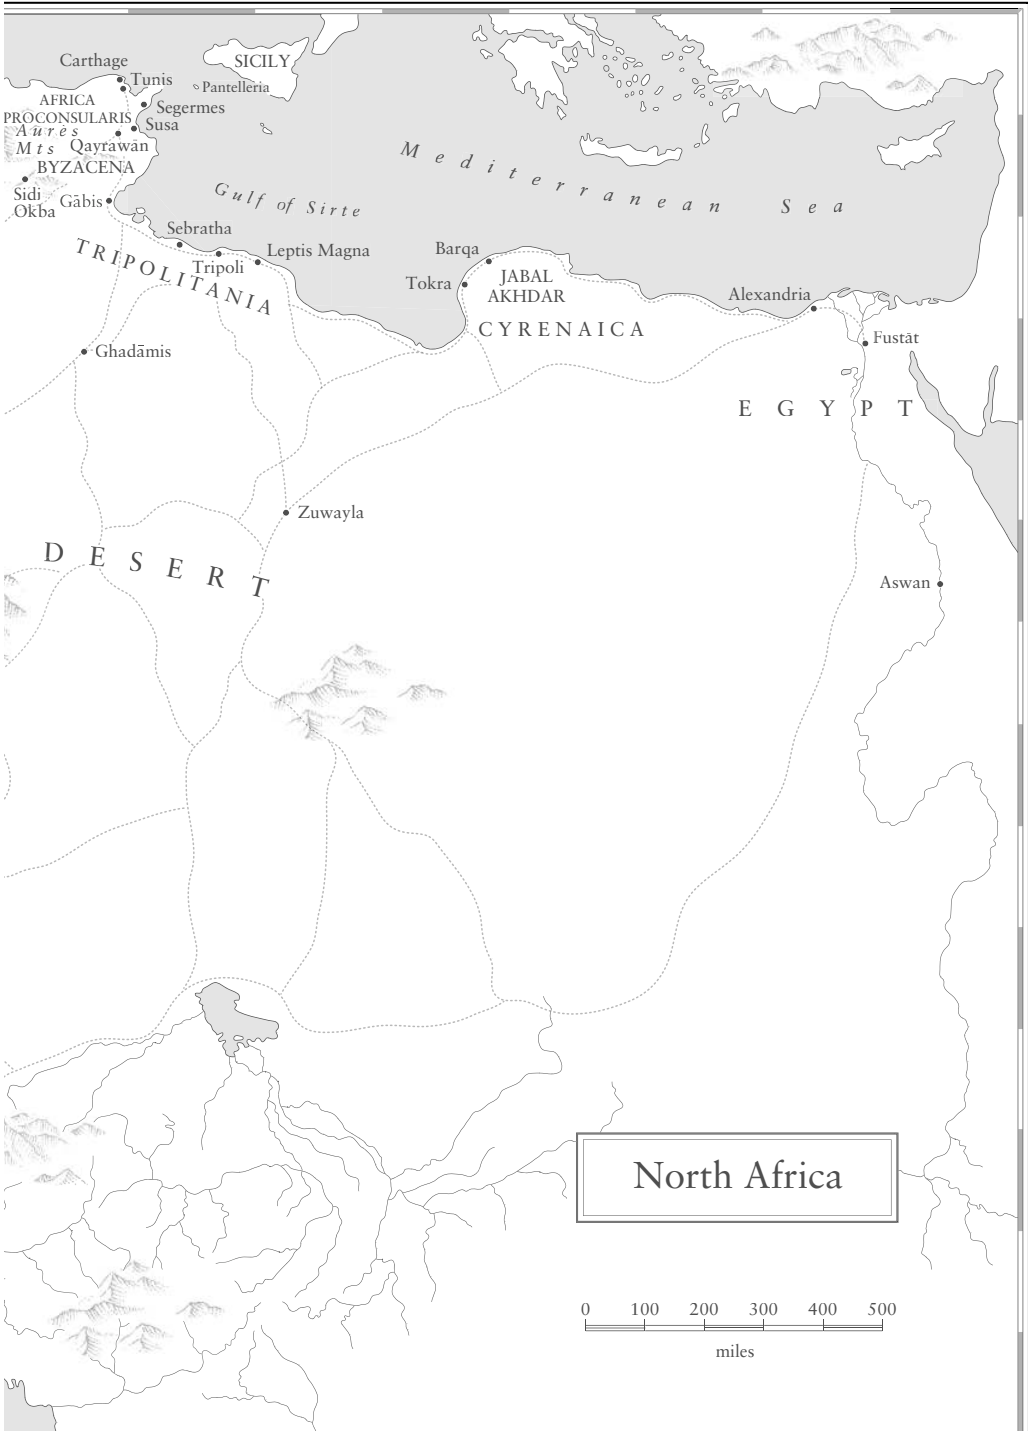 Carthage
Tunis
SICILY
Pantelleria
AFRICA
PROCONSULARIS
Segermes
Susa
Aurès
Mts
Qayrawān
BYZACENA
Sidi
Okba
Gābis
Mediterranean Sea
Gulf of Sirte
Sebratha
Tripoli
Leptis Magna
TRIPOLITANIA
Barqa
Tokra
JABAL
AKHDAR
CYRENAICA
Alexandria
Fustāt
Ghadāmis
EGYPT
Zuwayla
DESERT
Aswan
North Africa
0 100 200 300 400 500
miles